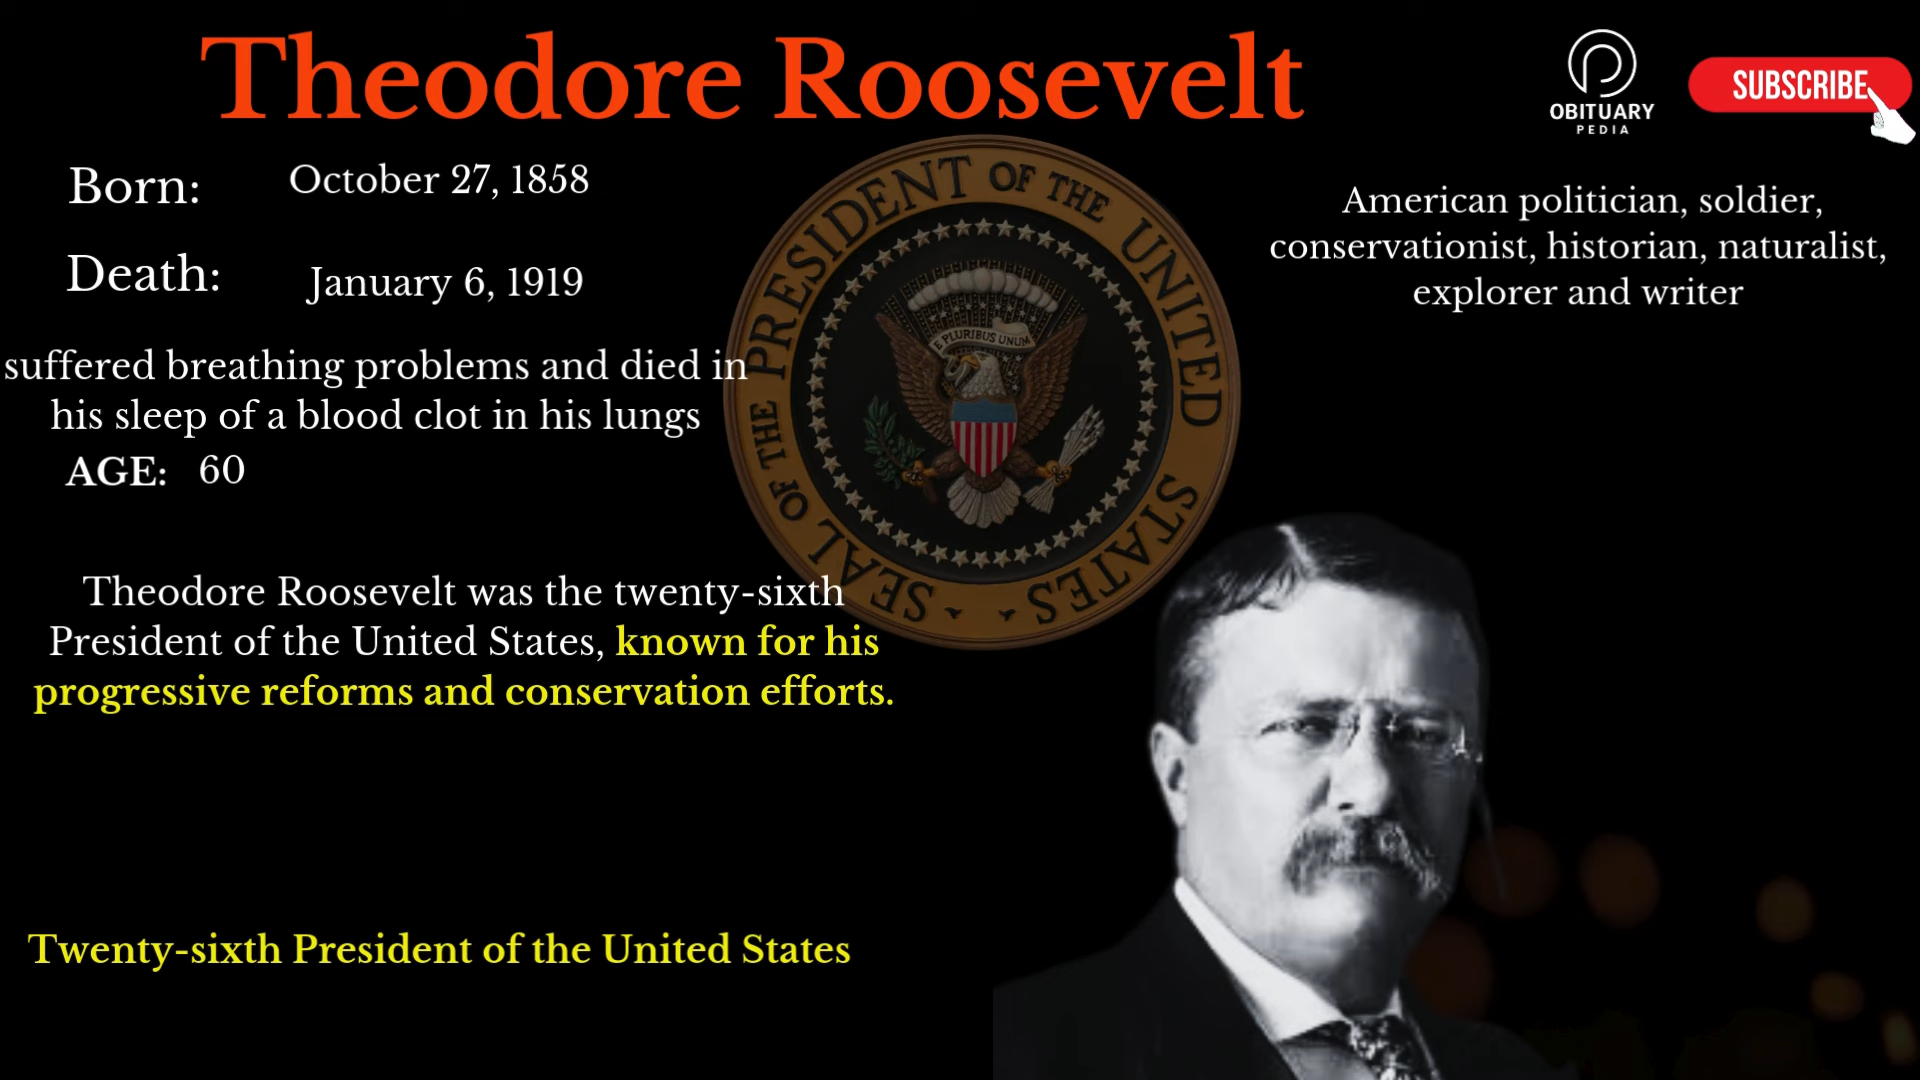 Theodore Roosevelt
OBITUARY
PEDIA
SUBSCRIBE
Born: October 27, 1858
Death: January 6, 1919
suffered breathing problems and died in
his sleep of a blood clot in his lungs
AGE: 60
American politician, soldier,
conservationist, historian, naturalist,
explorer and writer
SEAL OF THE PRESIDENT OF THE UNITED STATES
E PLURIBUS UNUM
Theodore Roosevelt was the twenty-sixth
President of the United States, known for his
progressive reforms and conservation efforts.
Twenty-sixth President of the United States